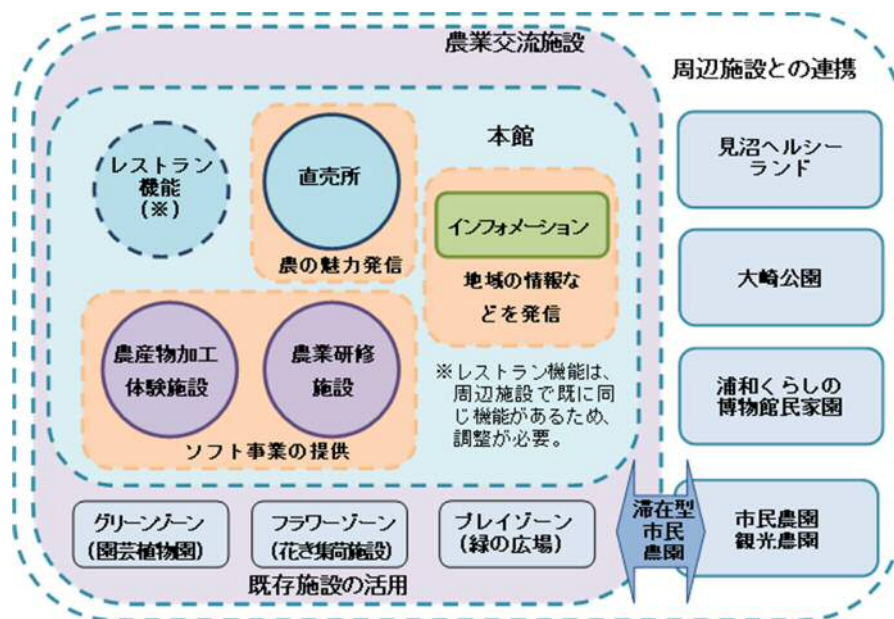 農業交流施設
周辺施設との連携
本館
レストラン
機能
(※)
直売所
農の魅力発信
インフォメーション
地域の情報な
どを発信
農産物加工
体験施設
農業研修
施設
ソフト事業の提供
※レストラン機能は、
周辺施設で既に同
じ機能があるため、
調整が必要。
グリーンゾーン
(園芸植物園)
フラワーゾーン
(花き集荷施設)
プレイゾーン
(緑の広場)
既存施設の活用
滞在型
市民
農園
見沼ヘルシー
ランド
大崎公園
浦和くらしの
博物館民家園
市民農園
観光農園